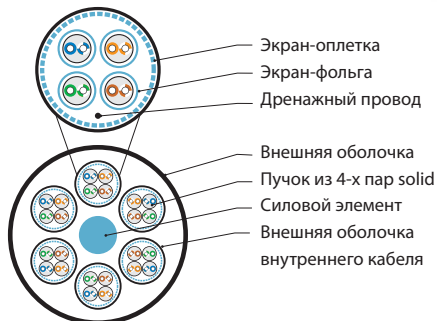 Экран-оплетка
Экран-фольга
Дренажный провод
Внешняя оболочка
Пучок из 4-х пар solid
Силовой элемент
Внешняя оболочка
внутреннего кабеля